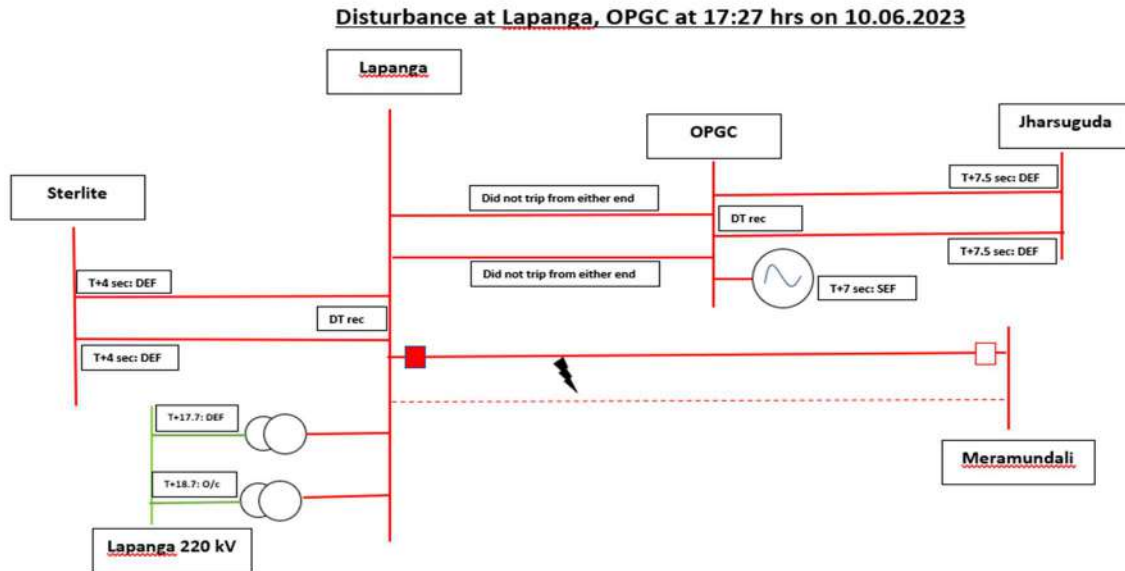 Disturbance at Lapanga, OPGC at 17:27 hrs on 10.06.2023
Lapanga
OPGC
Jharsuguda
Sterlite
T+7.5 sec: DEF
Did not trip from either end
DT rec
T+7.5 sec: DEF
Did not trip from either end
T+7 sec: SEF
T+4 sec: DEF
DT rec
T+4 sec: DEF
T+17.7: DEF
Meramundali
T+18.7: O/c
Lapanga 220 kV